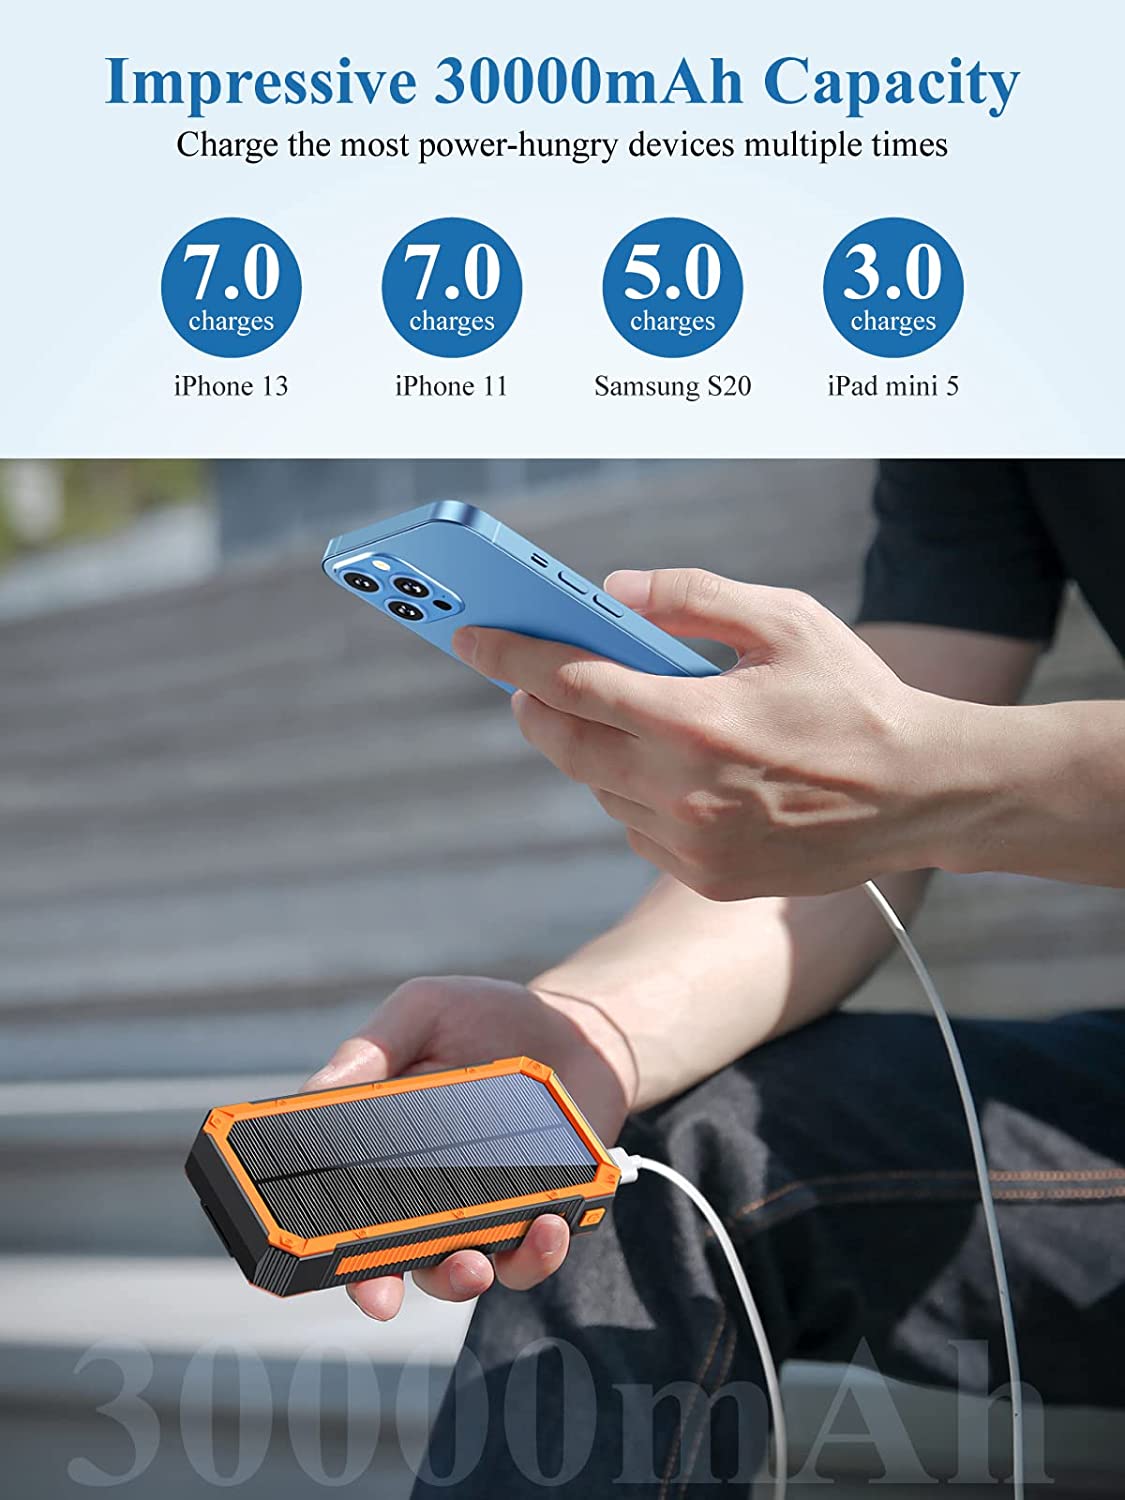 Impressive 30000mAh Capacity
Charge the most power-hungry devices multiple times
7.0
charges
iPhone 13
7.0
charges
iPhone 11
5.0
charges
Samsung S20
3.0
charges
iPad mini 5
30000mAh